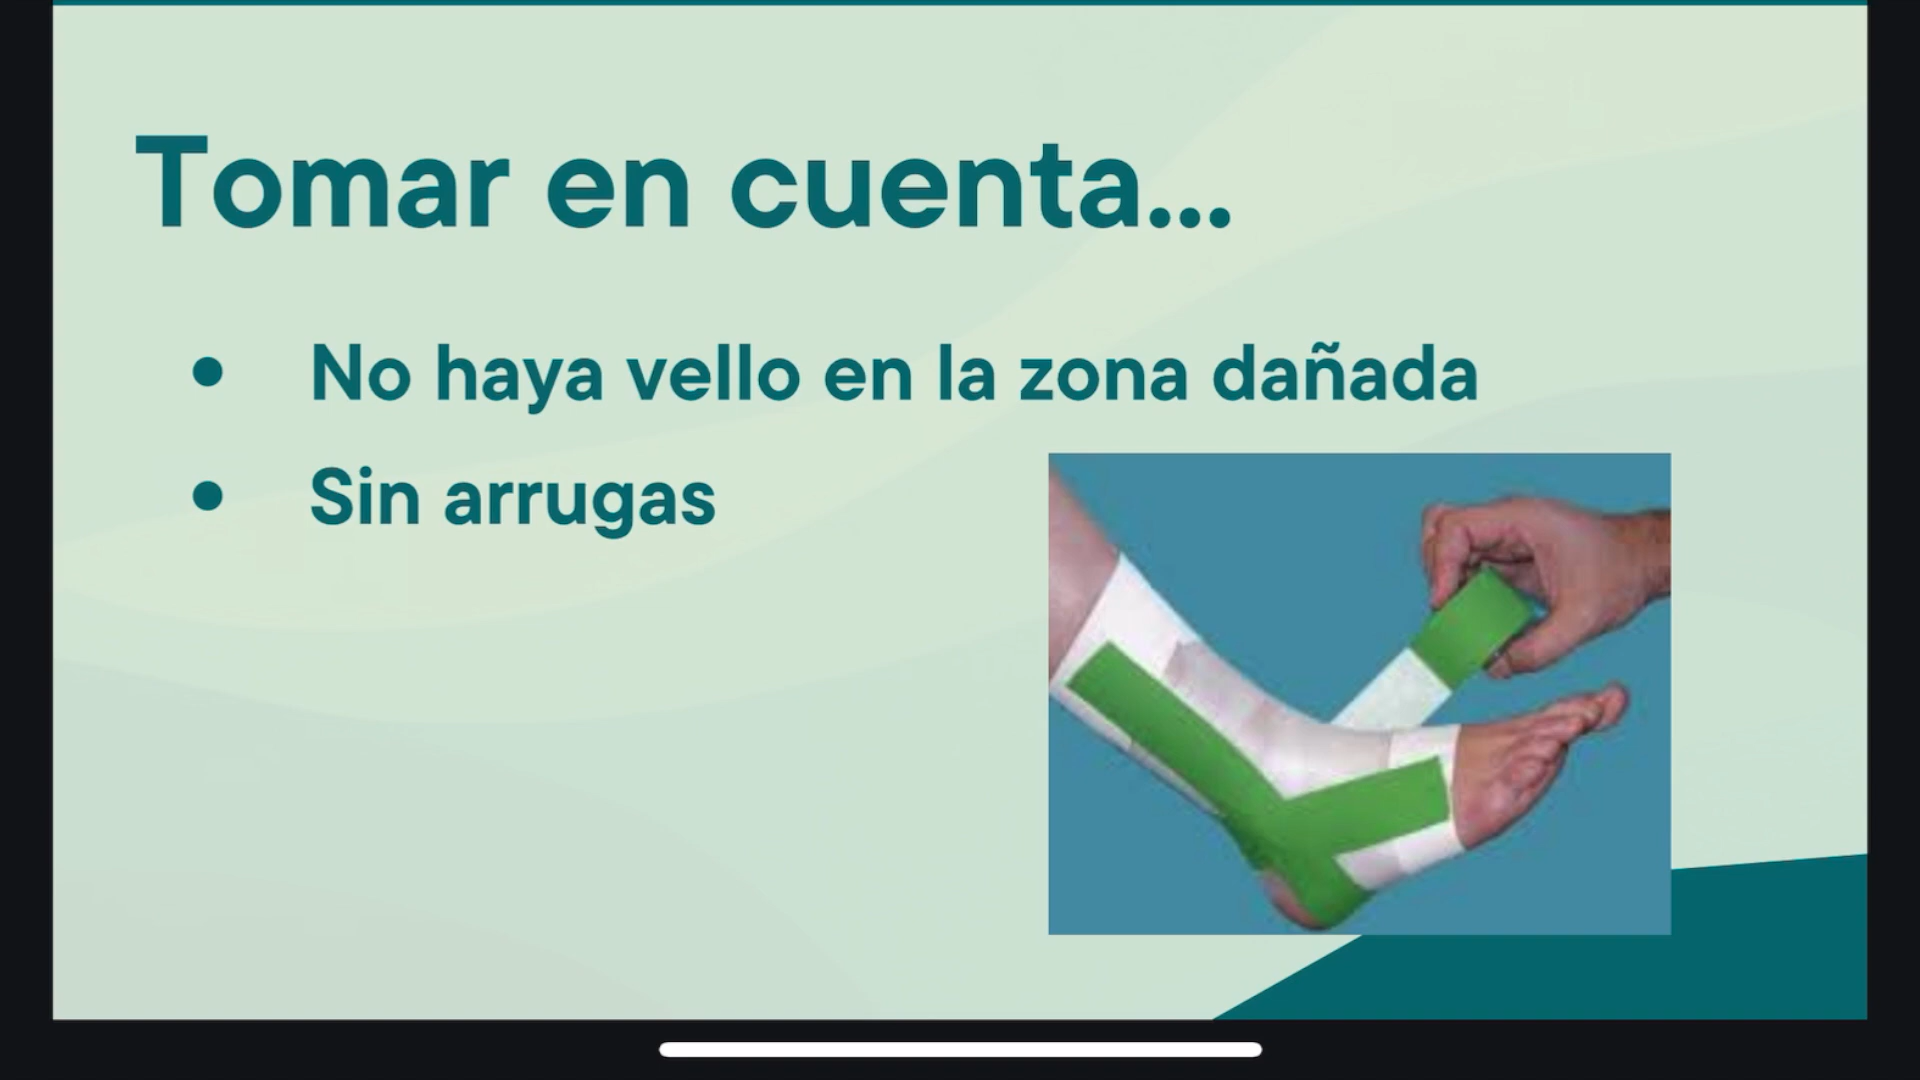 Tomar en cuenta...
• No haya vello en la zona dañada
• Sin arrugas